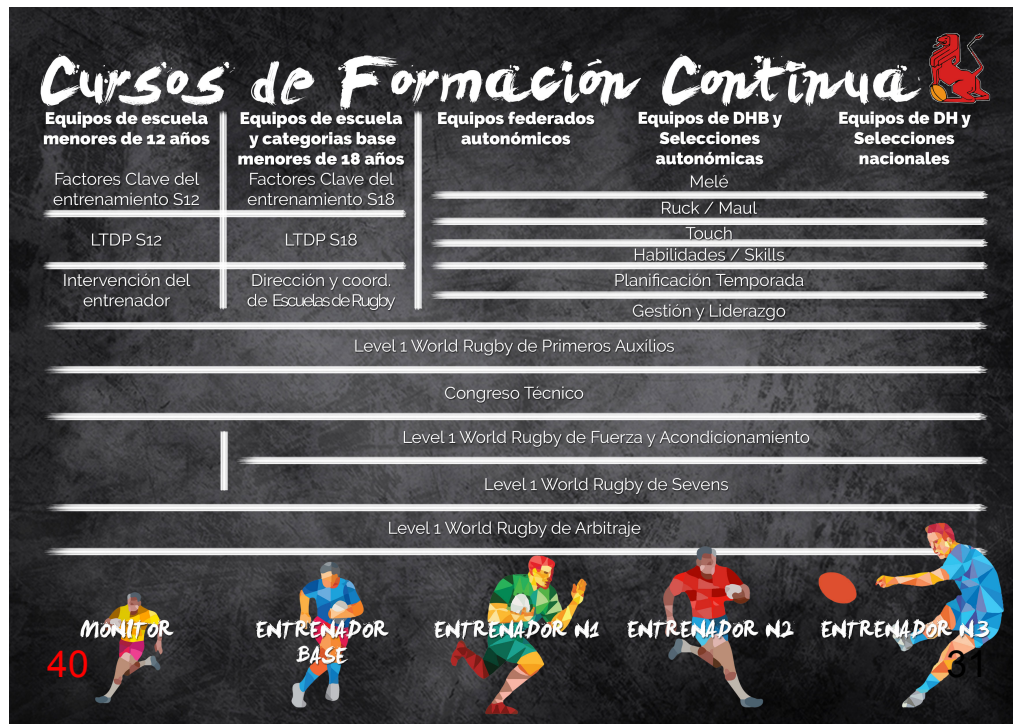 Cursos de Formación Contínua
Equipos de escuela
menores de 12 años
Equipos de escuela
y categorias base
menores de 18 años
Equipos federados
autonómicos
Equipos de DHB y
Selecciones
autonómicas
Equipos de DH y
Selecciones
nacionales
Factores Clave del
entrenamiento S12
Factores Clave del
entrenamiento S18
Melé
Ruck / Maul
LTDP S12
LTDP S18
Touch
Habilidades / Skills
Intervención del
entrenador
Dirección y coord.
de Escuelas de Rugby
Planificación Temporada
Gestión y Liderazgo
Level 1 World Rugby de Primeros Auxílios
Congreso Técnico
Level 1 World Rugby de Fuerza y Acondicionamiento
Level 1 World Rugby de Sevens
Level 1 World Rugby de Arbitraje
MONITOR
ENTRENADOR
BASE
ENTRENADOR N1
ENTRENADOR N2
ENTRENADOR N3
40
31